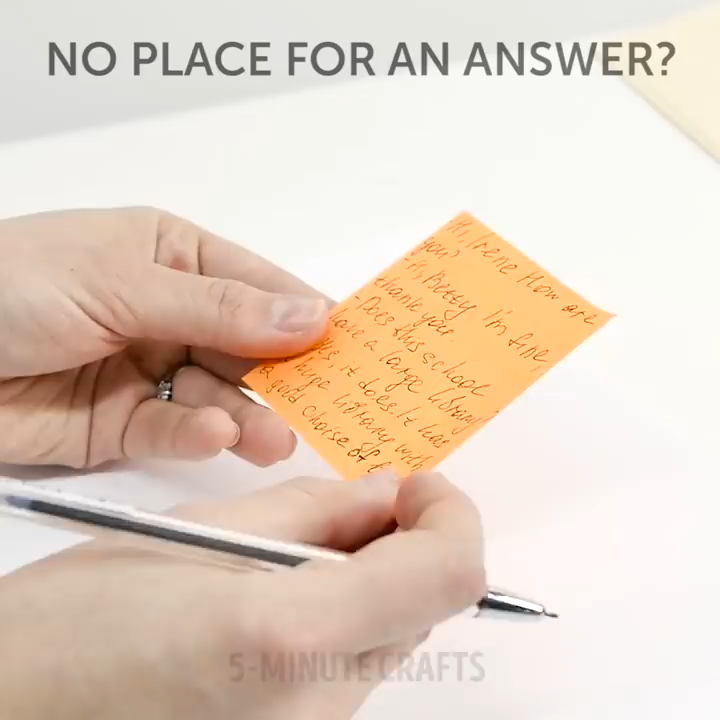 NO PLACE FOR AN ANSWER?
Hi, Irene How are
you?
-Hi, Betty I'm fine,
thank you.
-Does this school
have a large library?
it does. It has
huge library with
a good choise of
5-MINUTE CRAFTS